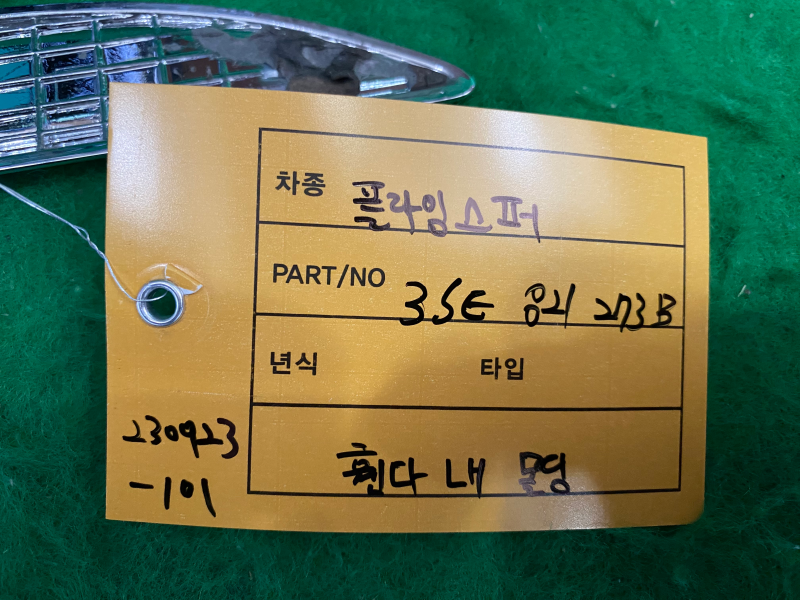 차종 플라임스퍼
PART/NO 3SE 821 273B
년식 타입
230923
-101
휀다 내 몰딩